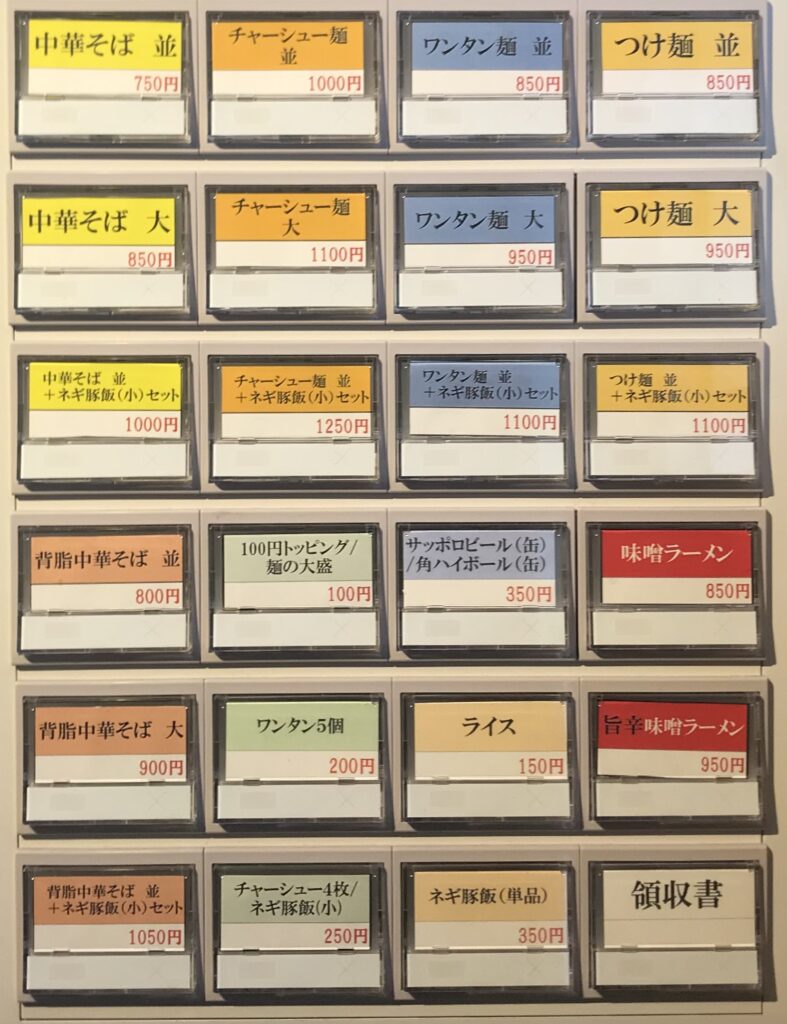 中華そば 並
750円
チャーシュー麺
並
1000円
ワンタン麺 並
850円
つけ麺 並
850円
中華そば 大
850円
チャーシュー麺
大
1100円
ワンタン麺 大
950円
つけ麺 大
950円
中華そば 並
+ネギ豚飯(小)セット
1000円
チャーシュー麺 並
+ネギ豚飯(小)セット
1250円
ワンタン麺 並
+ネギ豚飯(小)セット
1100円
つけ麺 並
+ネギ豚飯(小)セット
1100円
背脂中華そば 並
800円
100円トッピング/
麺の大盛
100円
サッポロビール(缶)
/角ハイボール(缶)
350円
味噌ラーメン
850円
背脂中華そば 大
900円
ワンタン5個
200円
ライス
150円
旨辛味噌ラーメン
950円
背脂中華そば 並
+ネギ豚飯(小)セット
1050円
チャーシュー4枚/
ネギ豚飯(小)
250円
ネギ豚飯(単品)
350円
領収書